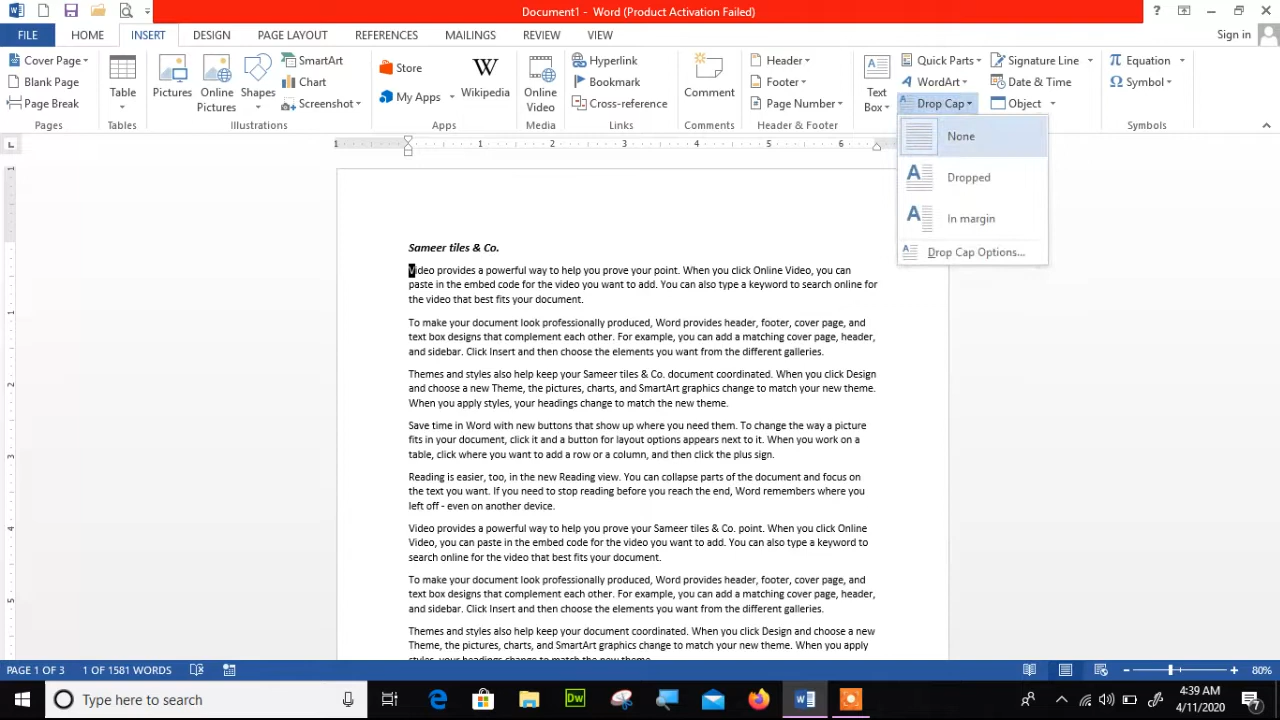 Document1 - Word (Product Activation Failed)
FILE HOME INSERT DESIGN PAGE LAYOUT REFERENCES MAILINGS REVIEW VIEW Sign in
Cover Page
Blank Page
Page Break
Pages
Table
Tables
Pictures
Online Pictures
Shapes
SmartArt
Chart
Screenshot
Illustrations
Store
My Apps
Wikipedia
Apps
Online Video
Media
Hyperlink
Bookmark
Cross-reference
Links
Comment
Comments
Header
Footer
Page Number
Header & Footer
Text Box
Quick Parts
WordArt
Drop Cap
Signature Line
Date & Time
Object
Equation
Symbol
Symbols
None
Dropped
In margin
Drop Cap Options...
1 1 2 3 4 5 6
Sameer tiles & Co.
Video provides a powerful way to help you prove your point. When you click Online Video, you can
paste in the embed code for the video you want to add. You can also type a keyword to search online for
the video that best fits your document.
To make your document look professionally produced, Word provides header, footer, cover page, and
text box designs that complement each other. For example, you can add a matching cover page, header,
and sidebar. Click Insert and then choose the elements you want from the different galleries.
Themes and styles also help keep your Sameer tiles & Co. document coordinated. When you click Design
and choose a new Theme, the pictures, charts, and SmartArt graphics change to match your new theme.
When you apply styles, your headings change to match the new theme.
Save time in Word with new buttons that show up where you need them. To change the way a picture
fits in your document, click it and a button for layout options appears next to it. When you work on a
table, click where you want to add a row or a column, and then click the plus sign.
Reading is easier, too, in the new Reading view. You can collapse parts of the document and focus on
the text you want. If you need to stop reading before you reach the end, Word remembers where you
left off - even on another device.
Video provides a powerful way to help you prove your Sameer tiles & Co. point. When you click Online
Video, you can paste in the embed code for the video you want to add. You can also type a keyword to
search online for the video that best fits your document.
To make your document look professionally produced, Word provides header, footer, cover page, and
text box designs that complement each other. For example, you can add a matching cover page, header,
and sidebar. Click Insert and then choose the elements you want from the different galleries.
Themes and styles also help keep your document coordinated. When you click Design and choose a new
Theme, the pictures, charts, and SmartArt graphics change to match your new theme. When you apply
styles, your headings change to match the new theme.
1
1
2
3
4
5
PAGE 1 OF 3 1 OF 1581 WORDS 80%
Type here to search
Dw
4:39 AM
4/11/2020